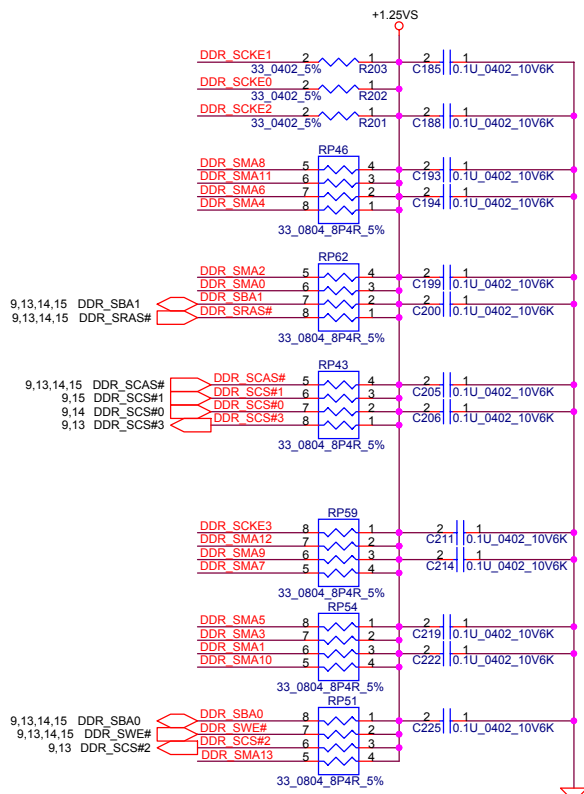 +1.25VS
DDR_SCKE1 2 1 2 1
33_0402_5% R203 C185 0.1U_0402_10V6K
DDR_SCKE0 2 1
33_0402_5% R202
DDR_SCKE2 2 1 2 1
33_0402_5% R201 C188 0.1U_0402_10V6K
RP46
DDR_SMA8 5 4 2 1
DDR_SMA11 6 3 C193 0.1U_0402_10V6K
DDR_SMA6 7 2 2 1
DDR_SMA4 8 1 C194 0.1U_0402_10V6K
33_0804_8P4R_5%
RP62
DDR_SMA2 5 4 2 1
DDR_SMA0 6 3 C199 0.1U_0402_10V6K
9,13,14,15 DDR_SBA1 DDR_SBA1 7 2 2 1
9,13,14,15 DDR_SRAS# DDR_SRAS# 8 1 C200 0.1U_0402_10V6K
33_0804_8P4R_5%
RP43
9,13,14,15 DDR_SCAS# DDR_SCAS# 5 4 2 1
9,15 DDR_SCS#1 DDR_SCS#1 6 3 C205 0.1U_0402_10V6K
9,14 DDR_SCS#0 DDR_SCS#0 7 2 2 1
9,13 DDR_SCS#3 DDR_SCS#3 8 1 C206 0.1U_0402_10V6K
33_0804_8P4R_5%
RP59
DDR_SCKE3 8 1 2 1
DDR_SMA12 7 2 C211 0.1U_0402_10V6K
DDR_SMA9 6 3 2 1
DDR_SMA7 5 4 C214 0.1U_0402_10V6K
33_0804_8P4R_5%
RP54
DDR_SMA5 8 1 2 1
DDR_SMA3 7 2 C219 0.1U_0402_10V6K
DDR_SMA1 6 3 2 1
DDR_SMA10 5 4 C222 0.1U_0402_10V6K
33_0804_8P4R_5%
RP51
9,13,14,15 DDR_SBA0 DDR_SBA0 8 1 2 1
9,13,14,15 DDR_SWE# DDR_SWE# 7 2 C225 0.1U_0402_10V6K
9,13 DDR_SCS#2 DDR_SCS#2 6 3
DDR_SMA13 5 4
33_0804_8P4R_5%